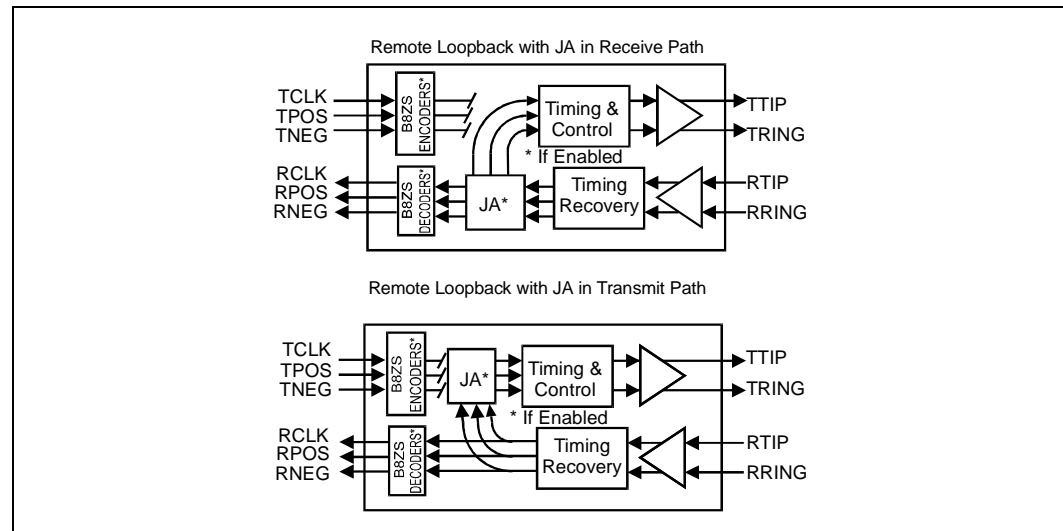 Remote Loopback with JA in Receive Path
TCLK
TPOS
TNEG
B8ZS
ENCODERS*
Timing &
Control
TTIP
TRING
* If Enabled
RCLK
RPOS
RNEG
B8ZS
DECODERS*
JA*
Timing
Recovery
RTIP
RRING
Remote Loopback with JA in Transmit Path
TCLK
TPOS
TNEG
B8ZS
ENCODERS*
JA*
Timing &
Control
TTIP
TRING
* If Enabled
RCLK
RPOS
RNEG
B8ZS
DECODERS*
Timing
Recovery
RTIP
RRING